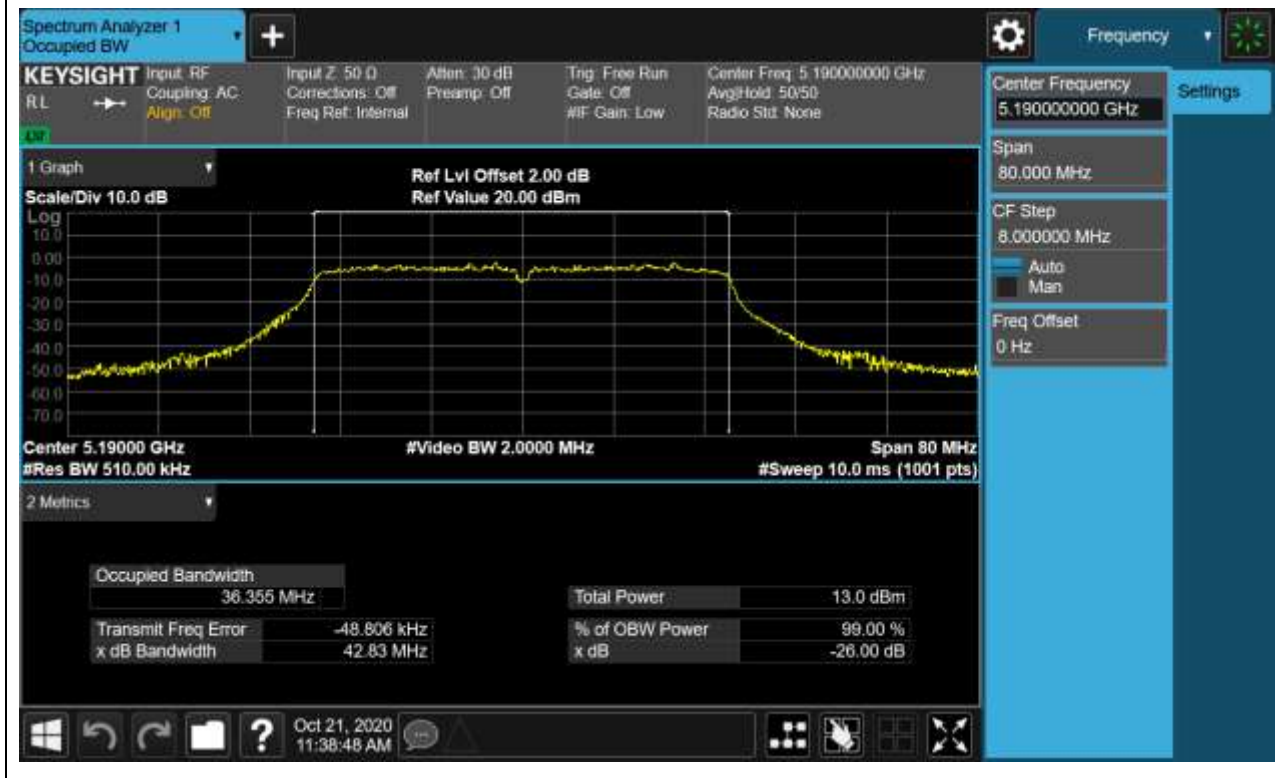 Spectrum Analyzer 1
Occupied BW
+
Frequency
KEYSIGHT
RL
Input: RF
Coupling: AC
Align: Off
Input Z: 50 Ω
Corrections: Off
Freq Ref: Internal
Atten: 30 dB
Preamp: Off
Trig: Free Run
Gate: Off
#IF Gain: Low
Center Freq: 5.190000000 GHz
Avg|Hold: 50/50
Radio Std: None
Center Frequency
5.190000000 GHz
Settings
Span
80.000 MHz
CF Step
8.000000 MHz
Auto
Man
Freq Offset
0 Hz
1 Graph
Scale/Div 10.0 dB
Ref Lvl Offset 2.00 dB
Ref Value 20.00 dBm
Log
10.0
0.00
-10.0
-20.0
-30.0
-40.0
-50.0
-60.0
-70.0
Center 5.19000 GHz
#Video BW 2.0000 MHz
Span 80 MHz
#Res BW 510.00 kHz
#Sweep 10.0 ms (1001 pts)
2 Metrics
Occupied Bandwidth
36.355 MHz
Total Power 13.0 dBm
Transmit Freq Error -48.806 kHz
% of OBW Power 99.00 %
x dB Bandwidth 42.83 MHz
x dB -26.00 dB
?
Oct 21, 2020
11:38:48 AM